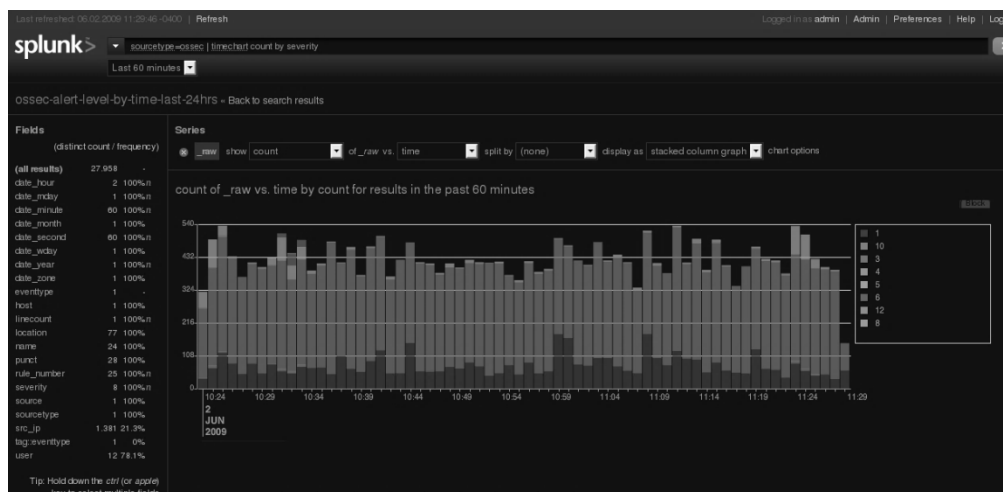 Last refreshed: 06.02.2009 11:29:46 -0400 | Refresh
Logged in as admin | Admin | Preferences | Help | Log
splunk>
sourcetype=ossec | timechart count by severity
Last 60 minutes
ossec-alert-level-by-time-last-24hrs « Back to search results
Fields
(distinct count / frequency)
(all results) 27.958 -
date_hour 2 100% n
date_mday 1 100% n
date_minute 60 100% n
date_month 1 100%
date_second 60 100% n
date_wday 1 100%
date_year 1 100% n
date_zone 1 100%
eventtype 1 -
host 1 100%
linecount 1 100% n
location 77 100%
name 24 100%
punct 28 100%
rule_number 25 100% n
severity 8 100% n
source 1 100%
sourcetype 1 100%
src_ip 1.381 21.3%
tag::eventtype 1 0%
user 12 78.1%
Tip: Hold down the ctrl (or apple)
key to select multiple fields
Series
_raw show count of _raw vs. time split by (none) display as stacked column graph chart options
count of _raw vs. time by count for results in the past 60 minutes
540
432
324
216
108
0
10:24 10:29 10:34 10:39 10:44 10:49 10:54 10:59 11:04 11:09 11:14 11:19 11:24 11:29
2
JUN
2009
1
10
3
4
5
6
12
8